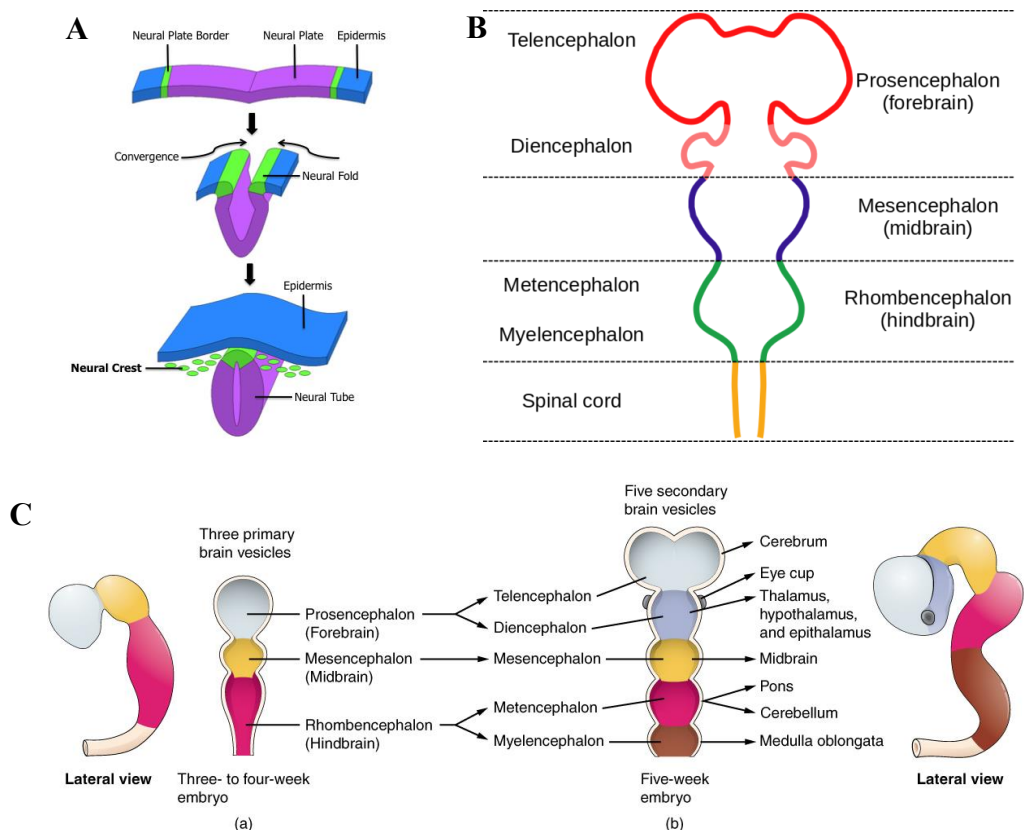 A
Neural Plate Border
Neural Plate
Epidermis
Convergence
Neural Fold
Epidermis
Neural Crest
Neural Tube
B
Telencephalon
Prosencephalon
(forebrain)
Diencephalon
Mesencephalon
(midbrain)
Metencephalon
Rhombencephalon
(hindbrain)
Myelencephalon
Spinal cord
C
Three primary
brain vesicles
Five secondary
brain vesicles
Prosencephalon
(Forebrain)
Mesencephalon
(Midbrain)
Rhombencephalon
(Hindbrain)
Telencephalon
Diencephalon
Mesencephalon
Metencephalon
Myelencephalon
Cerebrum
Eye cup
Thalamus,
hypothalamus,
and epithalamus
Midbrain
Pons
Cerebellum
Medulla oblongata
Lateral view
Three- to four-week
embryo
(a)
Five-week
embryo
(b)
Lateral view